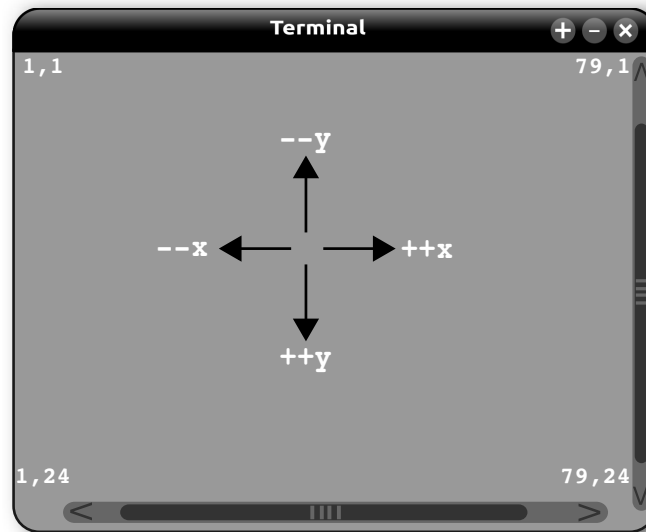 Terminal
1,1 79,1
--y
--x ++x
++y
1,24 79,24